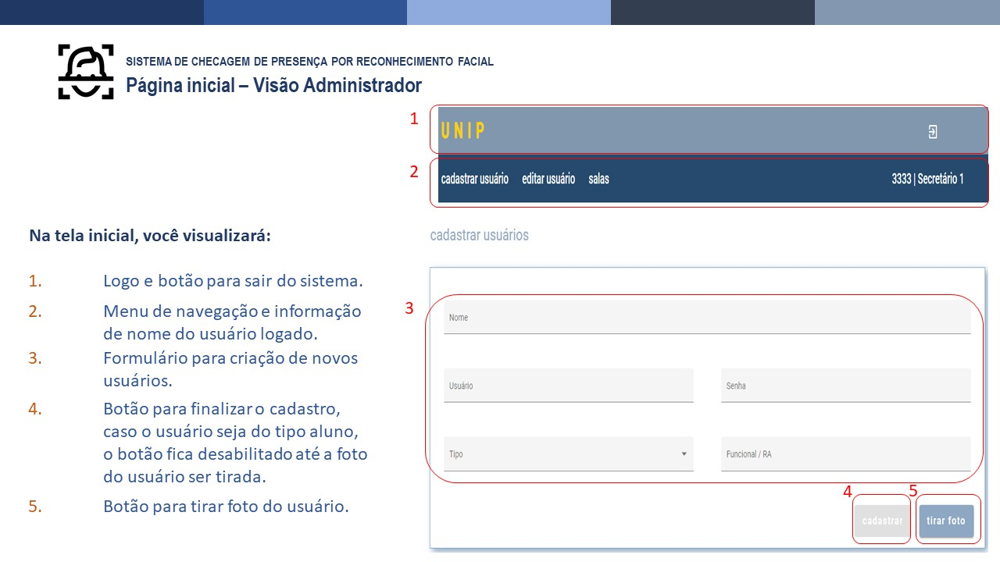 SISTEMA DE CHECAGEM DE PRESENÇA POR RECONHECIMENTO FACIAL
Página inicial – Visão Administrador
Na tela inicial, você visualizará:
1. Logo e botão para sair do sistema.
2. Menu de navegação e informação
de nome do usuário logado.
3. Formulário para criação de novos
usuários.
4. Botão para finalizar o cadastro,
caso o usuário seja do tipo aluno,
o botão fica desabilitado até a foto
do usuário ser tirada.
5. Botão para tirar foto do usuário.
1
UNIP
2
cadastrar usuário editar usuário salas 3333 | Secretário 1
cadastrar usuários
3
Nome
Usuário Senha
Tipo Funcional / RA
4 5
cadastrar tirar foto